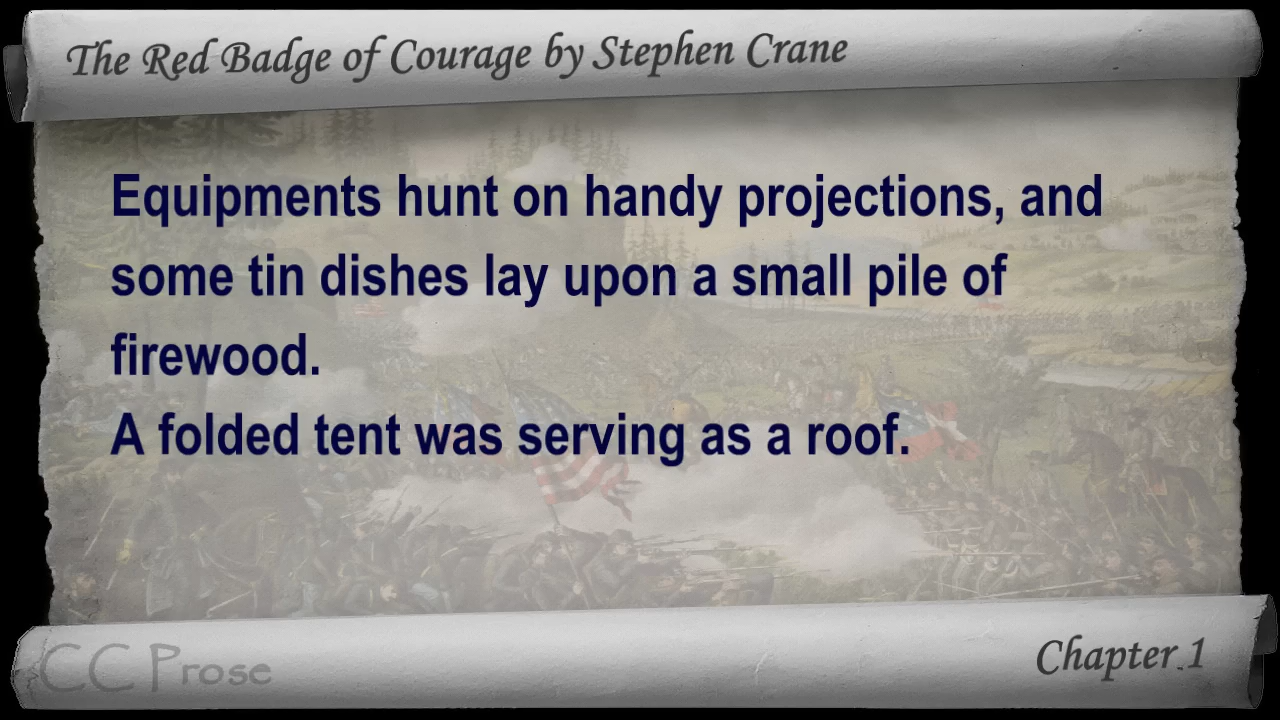 The Red Badge of Courage by Stephen Crane
Equipments hunt on handy projections, and
some tin dishes lay upon a small pile of
firewood.
A folded tent was serving as a roof.
CC Prose
Chapter 1